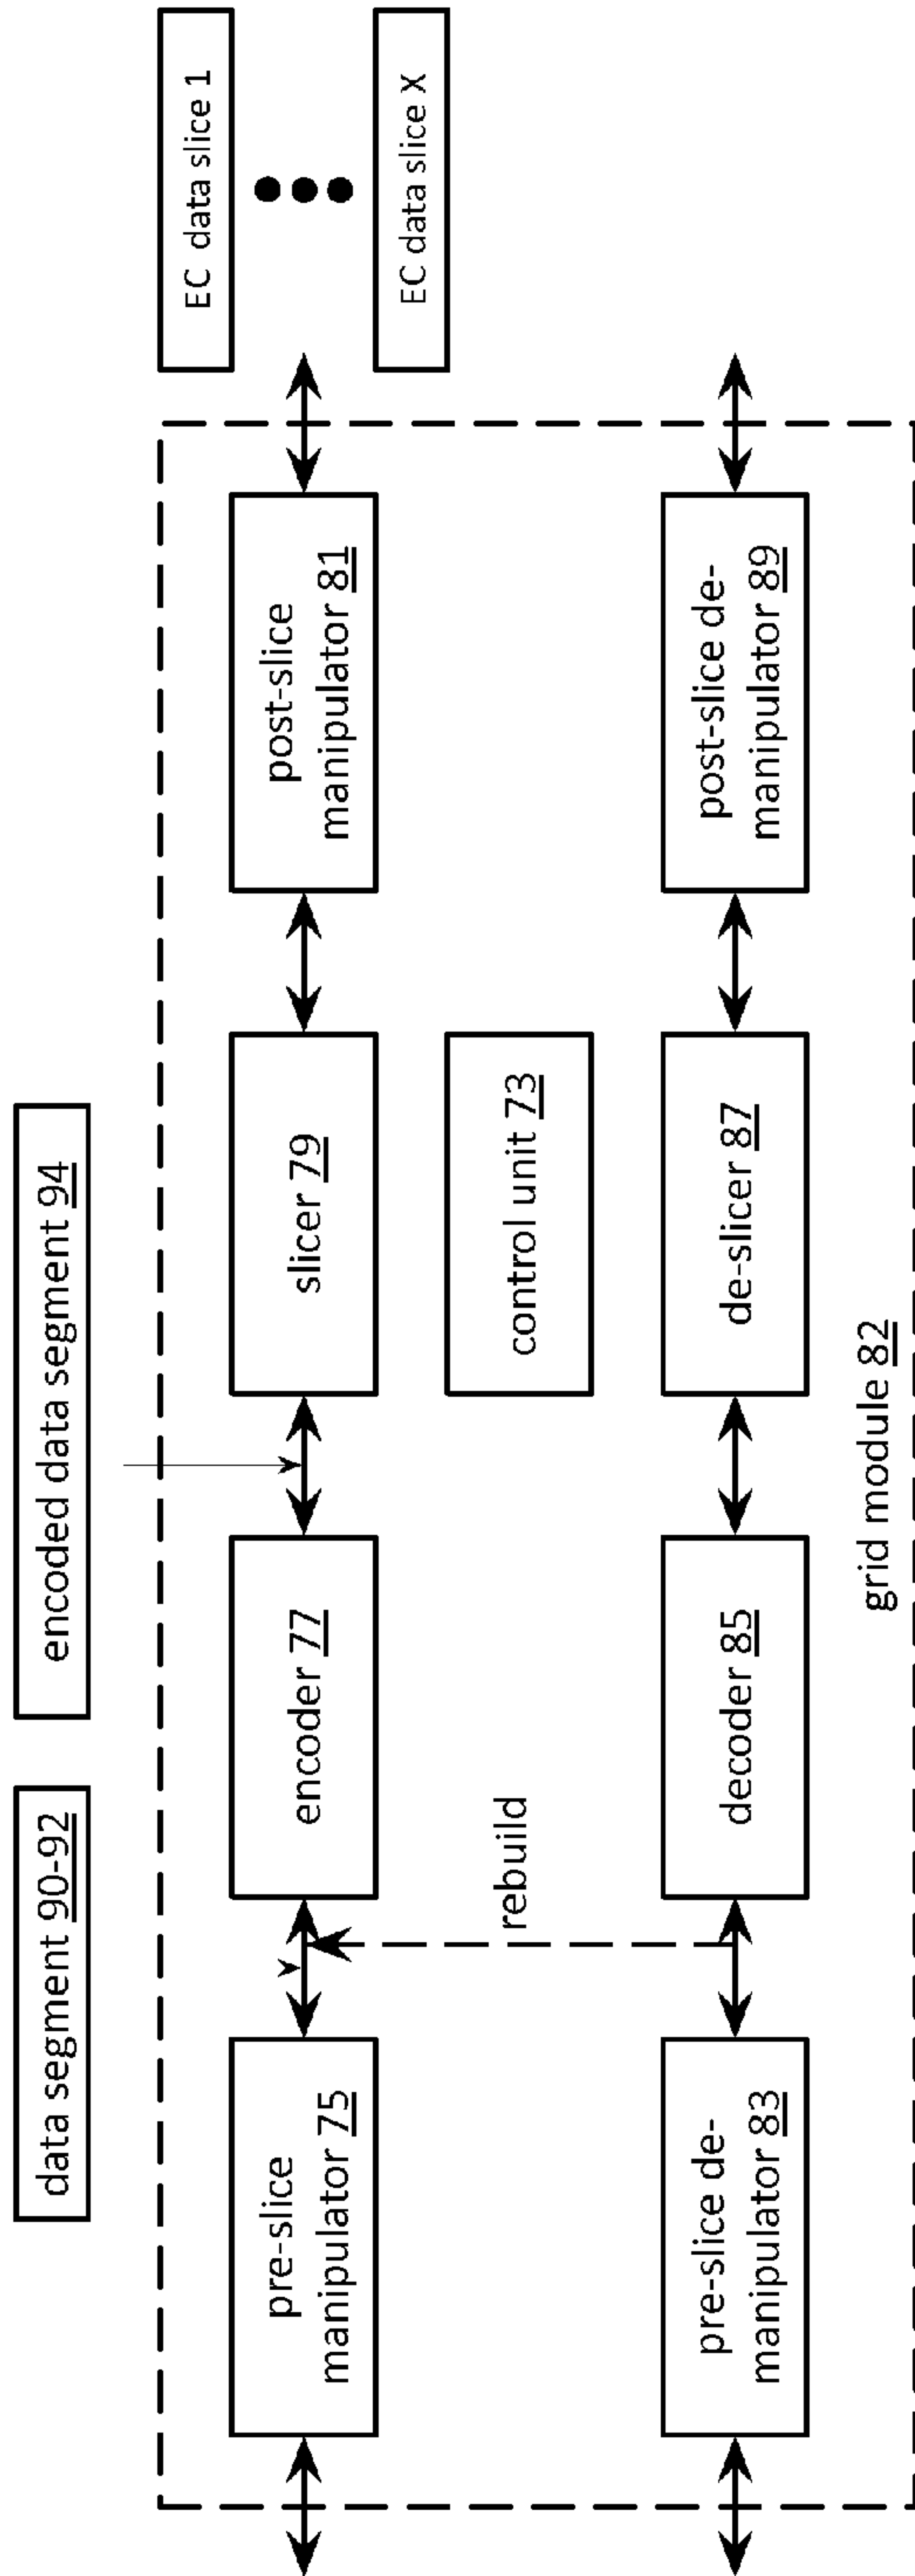 data segment 90-92
encoded data segment 94
EC data slice 1
EC data slice X
pre-slice
manipulator 75
encoder 77
slicer 79
post-slice
manipulator 81
rebuild
control unit 73
pre-slice de-
manipulator 83
decoder 85
de-slicer 87
post-slice de-
manipulator 89
grid module 82